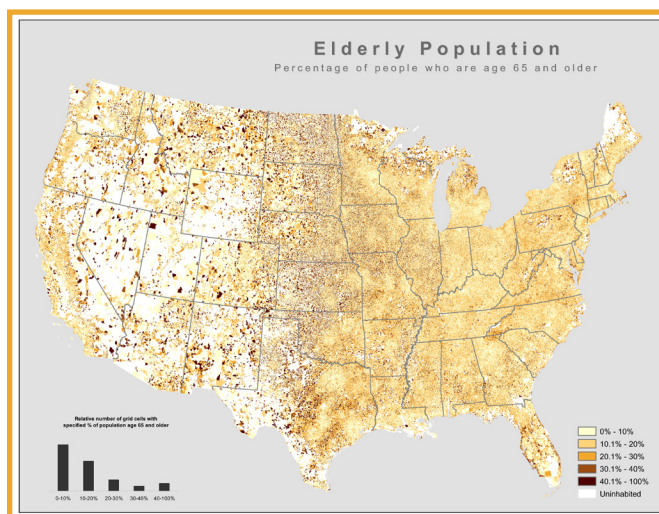 Elderly Population
Percentage of people who are age 65 and older
Relative number of grid cells with
specified % of population age 65 and older
0-10%
10-20%
20-30%
30-40%
40-100%
0% - 10%
10.1% - 20%
20.1% - 30%
30.1% - 40%
40.1% - 100%
Uninhabited